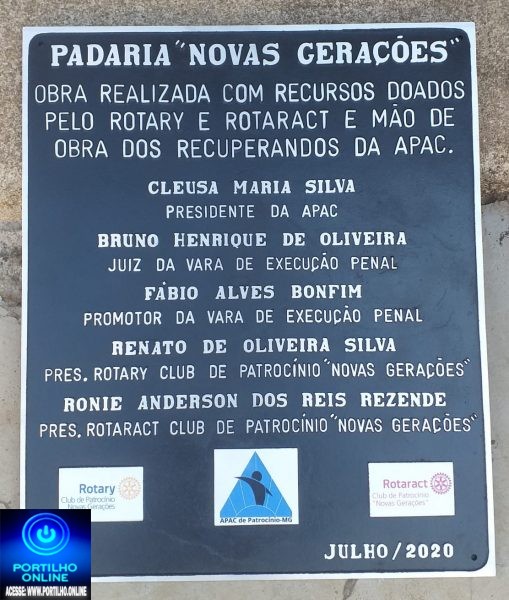 PADARIA "NOVAS GERAÇÕES"
OBRA REALIZADA COM RECURSOS DOADOS
PELO ROTARY E ROTARACT E MÃO DE
OBRA DOS RECUPERANDOS DA APAC.
CLEUSA MARIA SILVA
PRESIDENTE DA APAC
BRUNO HENRIQUE DE OLIVEIRA
JUIZ DA VARA DE EXECUÇÃO PENAL
FÁBIO ALVES BONFIM
PROMOTOR DA VARA DE EXECUÇÃO PENAL
RENATO DE OLIVEIRA SILVA
PRES. ROTARY CLUB DE PATROCÍNIO "NOVAS GERAÇÕES"
RONIE ANDERSON DOS REIS REZENDE
PRES. ROTARACT CLUB DE PATROCÍNIO "NOVAS GERAÇÕES"
Rotary
Club de Patrocínio
"Novas Gerações"
APAC de Patrocínio-MG
Rotaract
Club de Patrocínio
"Novas Gerações"
JULHO/2020
PORTILHO
ONLINE
ACESSE: WWW.PORTILHO.ONLINE